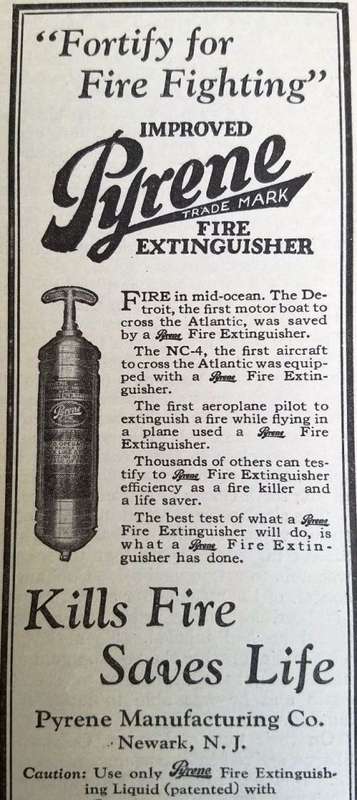 “Fortify for
Fire Fighting”
IMPROVED
Pyrene
TRADE MARK
FIRE
EXTINGUISHER
FIRE in mid-ocean. The De-
troit, the first motor boat to
cross the Atlantic, was saved
by a Pyrene Fire Extinguisher.
The NC-4, the first aircraft
to cross the Atlantic was equip-
ped with a Pyrene Fire Extin-
guisher.
The first aeroplane pilot to
extinguish a fire while flying in
a plane used a Pyrene Fire
Extinguisher.
Thousands of others can tes-
tify to Pyrene Fire Extinguisher
efficiency as a fire killer and
a life saver.
The best test of what a Pyrene
Fire Extinguisher will do, is
what a Pyrene Fire Extin-
guisher has done.
Pyrene
Kills Fire
Saves Life
Pyrene Manufacturing Co.
Newark, N. J.
Caution: Use only Pyrene Fire Extinguish-
ing Liquid (patented) with